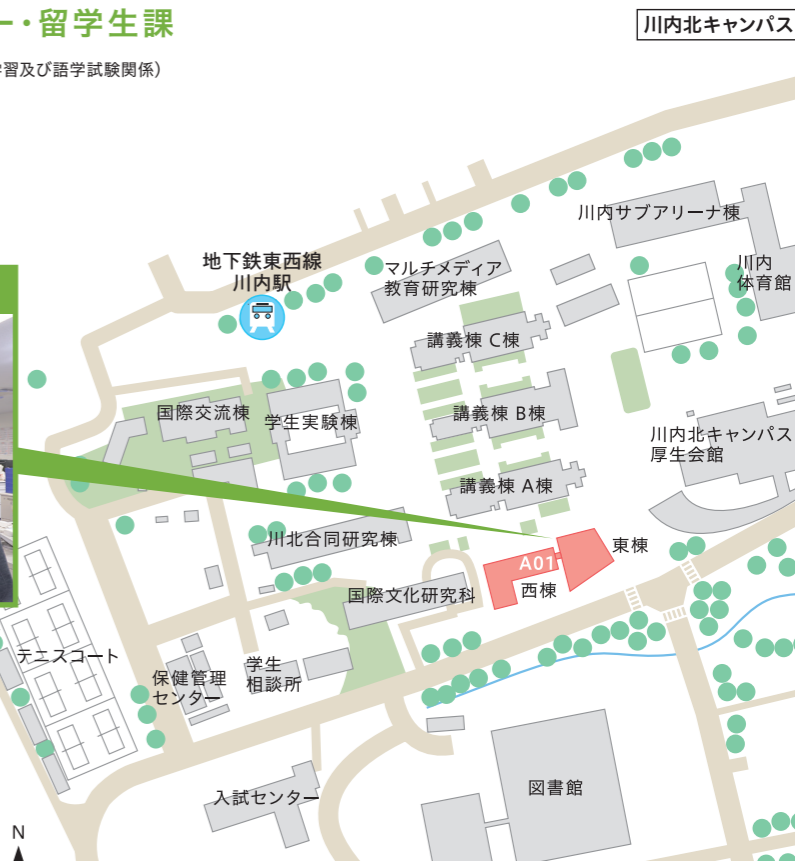 ー・留学生課
川内北キャンパス
習及び語学試験関係）
川内サブアリーナ棟
地下鉄東西線
川内駅
マルチメディア
教育研究棟
川内
体育館
講義棟 C棟
国際交流棟
学生実験棟
講義棟 B棟
川内北キャンパス
厚生会館
講義棟 A棟
川北合同研究棟
東棟
A01
西棟
国際文化研究科
テニスコート
保健管理
センター
学生
相談所
入試センター
図書館
N